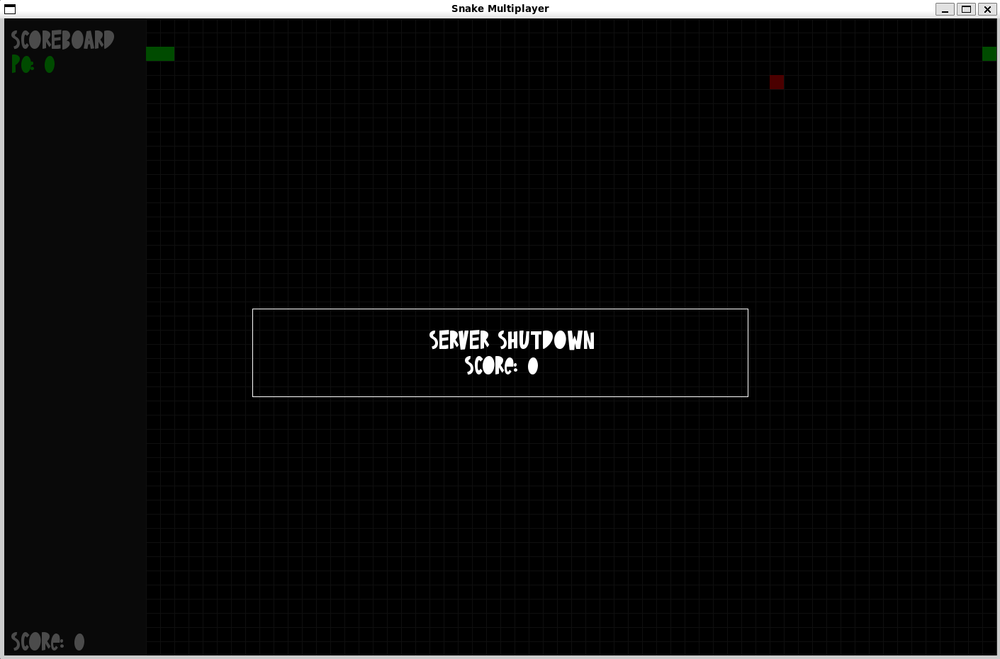 Snake Multiplayer
SCOREBOARD
P0: 0
SERVER SHUTDOWN
SCORe: 0
SCORe: 0